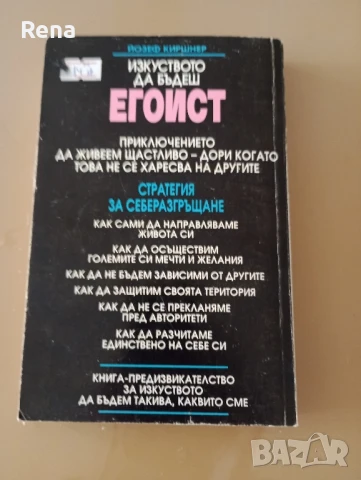 Rena
ЙОЗЕФ КИРШНЕР
ИЗКУСТВОТО
ДА БЪДЕШ
ЕГОИСТ
ПРИКЛЮЧЕНИЕТО
ДА ЖИВЕЕМ ЩАСТЛИВО – ДОРИ КОГАТО
ТОВА НЕ СЕ ХАРЕСВА НА ДРУГИТЕ
СТРАТЕГИЯ
ЗА СЕБЕРАЗГРЪЩАНЕ
КАК САМИ ДА НАПРАВЛЯВАМЕ
ЖИВОТА СИ
КАК ДА ОСЪЩЕСТВИМ
ГОЛЕМИТЕ СИ МЕЧТИ И ЖЕЛАНИЯ
КАК ДА НЕ БЪДЕМ ЗАВИСИМИ ОТ ДРУГИТЕ
КАК ДА ЗАЩИТИМ СВОЯТА ТЕРИТОРИЯ
КАК ДА НЕ СЕ ПРЕКЛАНЯМЕ
ПРЕД АВТОРИТЕТИ
КАК ДА РАЗЧИТАМЕ
ЕДИНСТВЕНО НА СЕБЕ СИ
КНИГА-ПРЕДИЗВИКАТЕЛСТВО
ЗА ИЗКУСТВОТО
ДА БЪДЕМ ТАКИВА, КАКВИТО СМЕ
BAZAR